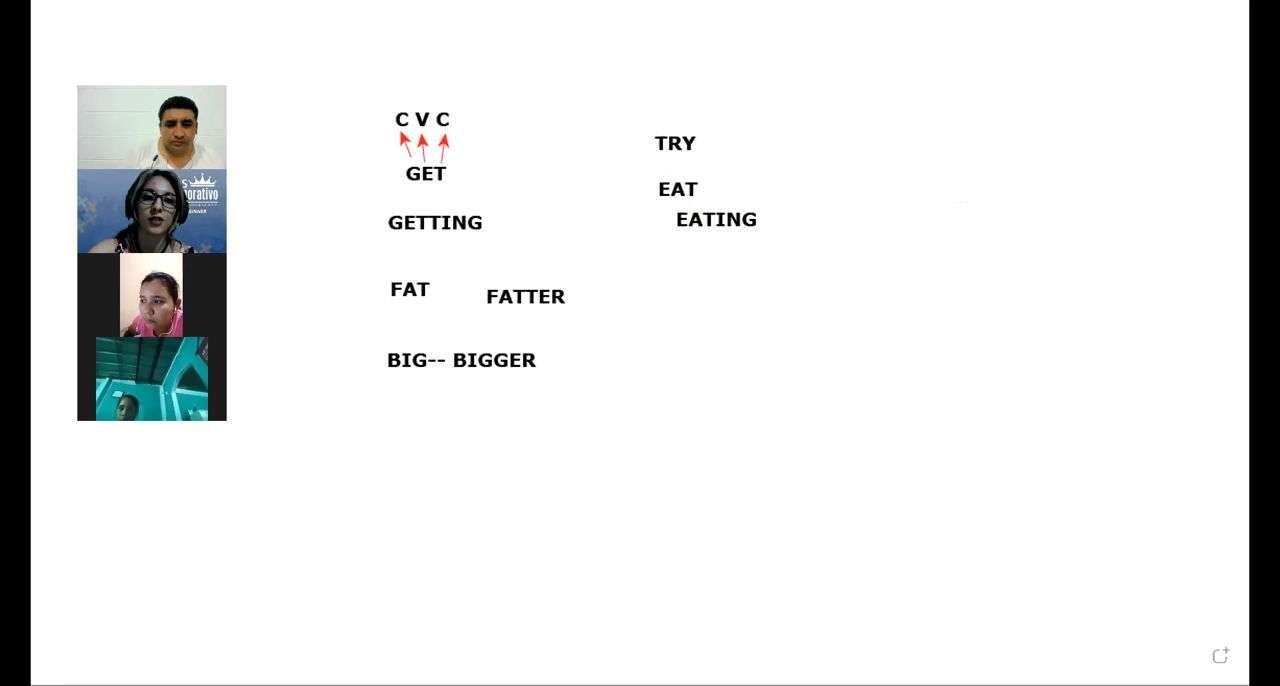 C V C
GET
GETTING
FAT
FATTER
BIG-- BIGGER
TRY
EAT
EATING